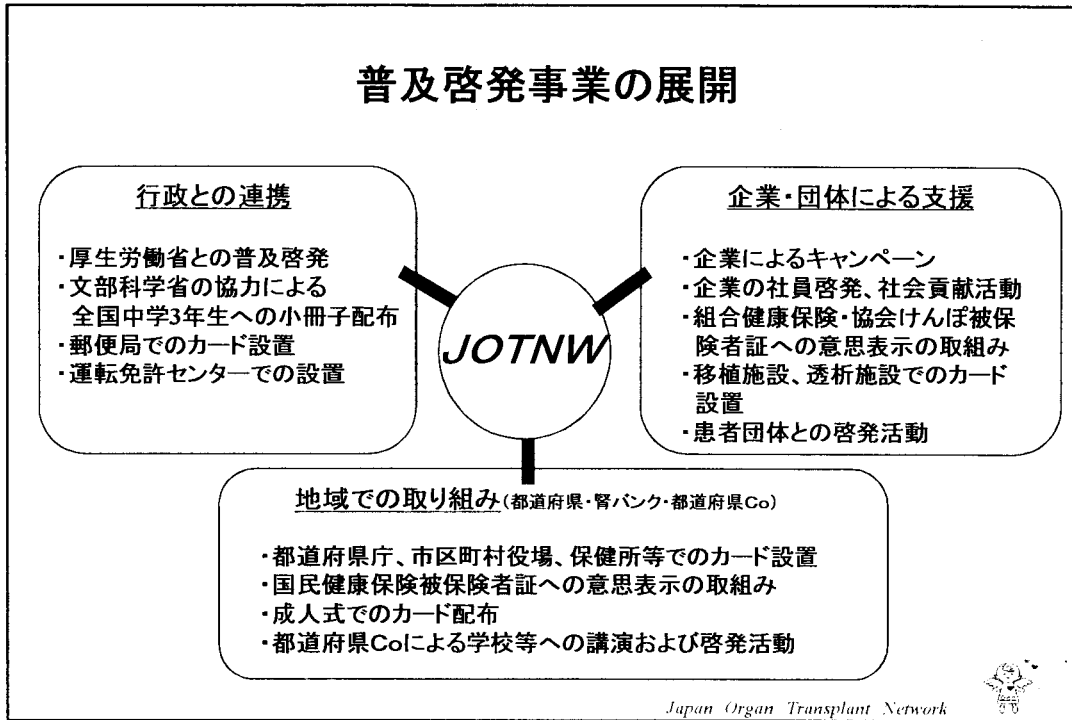 普及啓発事業の展開
行政との連携
・厚生労働省との普及啓発
・文部科学省の協力による
全国中学3年生への小冊子配布
・郵便局でのカード設置
・運転免許センターでの設置
企業・団体による支援
・企業によるキャンペーン
・企業の社員啓発、社会貢献活動
・組合健康保険・協会けんぽ被保
険者証への意思表示の取組み
・移植施設、透析施設でのカード
設置
・患者団体との啓発活動
JOTNW
地域での取り組み(都道府県・腎バンク・都道府県Co)
・都道府県庁、市区町村役場、保健所等でのカード設置
・国民健康保険被保険者証への意思表示の取組み
・成人式でのカード配布
・都道府県Coによる学校等への講演および啓発活動
Japan Organ Transplant Network